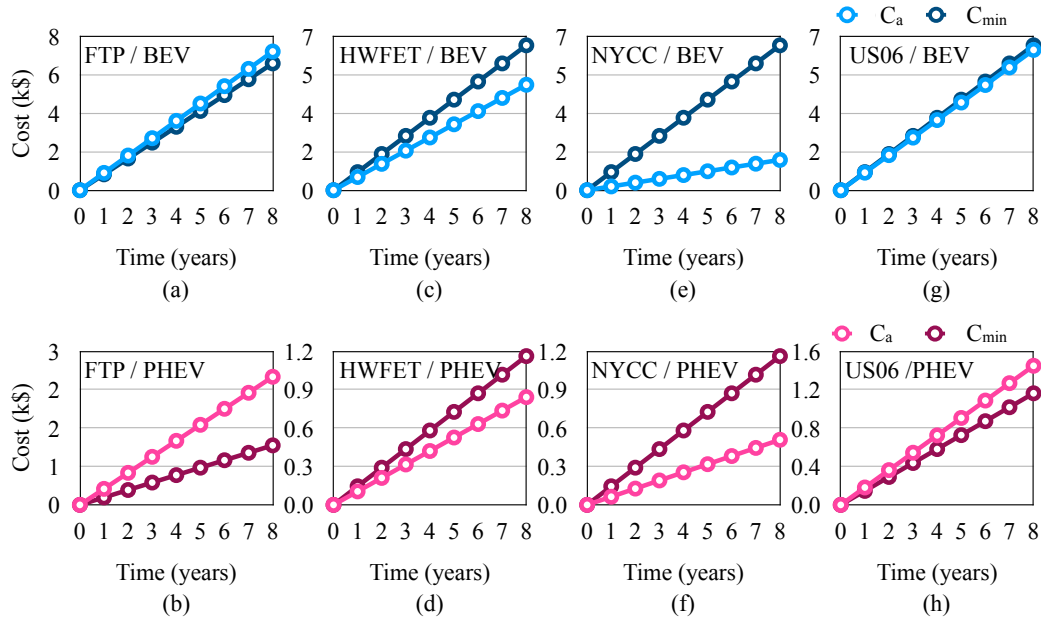 C_a C_min
8 FTP / BEV 7 HWFET / BEV 7 NYCC / BEV 7 US06 / BEV
6 5 5 5
Cost (k$)
4 4 4 4
2 2 2 2
0 0 0 0
0 1 2 3 4 5 6 7 8 0 1 2 3 4 5 6 7 8 0 1 2 3 4 5 6 7 8 0 1 2 3 4 5 6 7 8
Time (years) Time (years) Time (years) Time (years)
(a) (c) (e) (g)
C_a C_min
3 FTP / PHEV 1.2 HWFET / PHEV 1.2 NYCC / PHEV 1.6 US06 /PHEV
2 0.9 0.9 1.2
Cost (k$)
2 0.6 0.6 0.8
1 0.3 0.3 0.4
0 0.0 0.0 0.0
0 1 2 3 4 5 6 7 8 0 1 2 3 4 5 6 7 8 0 1 2 3 4 5 6 7 8 0 1 2 3 4 5 6 7 8
Time (years) Time (years) Time (years) Time (years)
(b) (d) (f) (h)